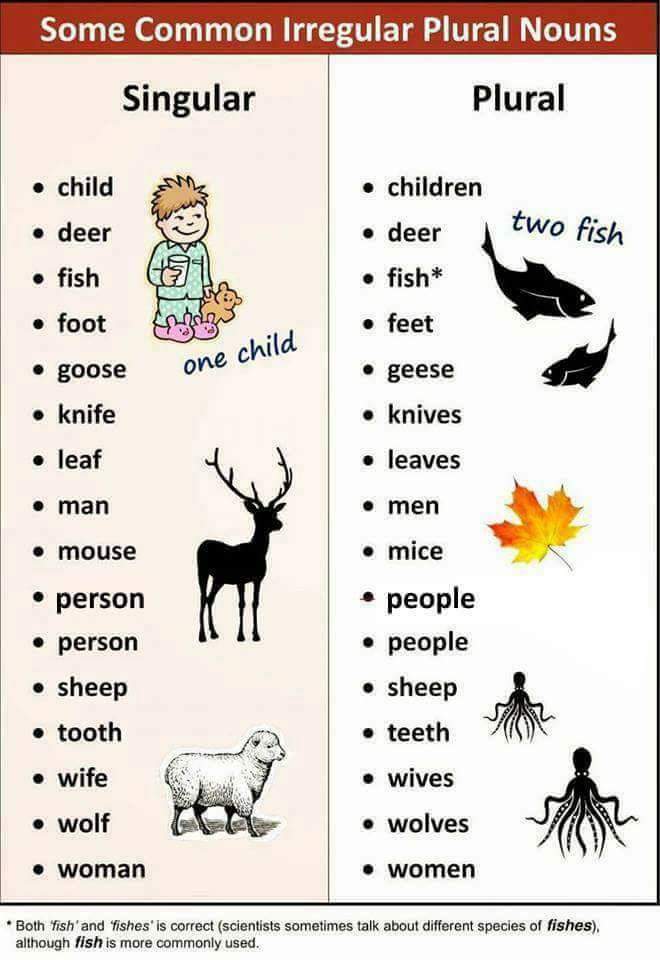 Some Common Irregular Plural Nouns
Singular Plural
• child • children
• deer • deer
two fish
• fish • fish*
• foot • feet
one child
• goose • geese
• knife • knives
• leaf • leaves
• man • men
• mouse • mice
• person • people
• person • people
• sheep • sheep
• tooth • teeth
• wife • wives
• wolf • wolves
• woman • women
* Both 'fish' and 'fishes' is correct (scientists sometimes talk about different species of fishes),
although fish is more commonly used.